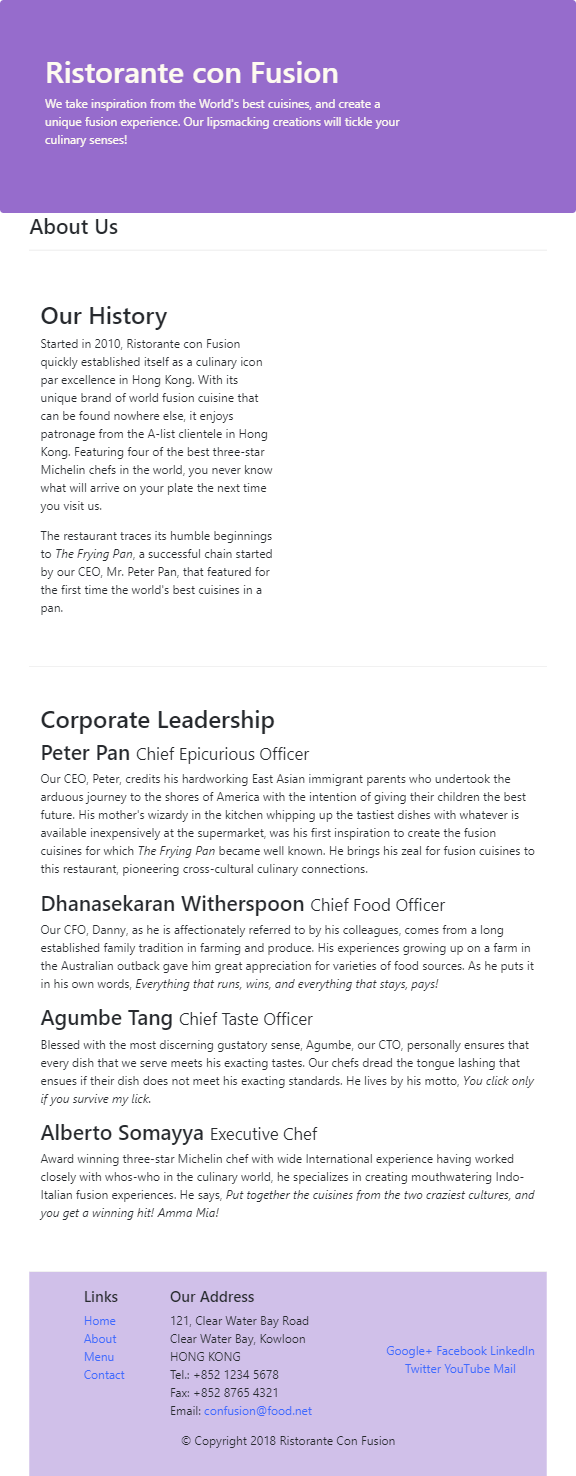 Ristorante con Fusion
We take inspiration from the World's best cuisines, and create a
unique fusion experience. Our lipsmacking creations will tickle your
culinary senses!
About Us
Our History
Started in 2010, Ristorante con Fusion
quickly established itself as a culinary icon
par excellence in Hong Kong. With its
unique brand of world fusion cuisine that
can be found nowhere else, it enjoys
patronage from the A-list clientele in Hong
Kong. Featuring four of the best three-star
Michelin chefs in the world, you never know
what will arrive on your plate the next time
you visit us.
The restaurant traces its humble beginnings
to The Frying Pan, a successful chain started
by our CEO, Mr. Peter Pan, that featured for
the first time the world's best cuisines in a
pan.
Corporate Leadership
Peter Pan Chief Epicurious Officer
Our CEO, Peter, credits his hardworking East Asian immigrant parents who undertook the
arduous journey to the shores of America with the intention of giving their children the best
future. His mother's wizardy in the kitchen whipping up the tastiest dishes with whatever is
available inexpensively at the supermarket, was his first inspiration to create the fusion
cuisines for which The Frying Pan became well known. He brings his zeal for fusion cuisines to
this restaurant, pioneering cross-cultural culinary connections.
Dhanasekaran Witherspoon Chief Food Officer
Our CFO, Danny, as he is affectionately referred to by his colleagues, comes from a long
established family tradition in farming and produce. His experiences growing up on a farm in
the Australian outback gave him great appreciation for varieties of food sources. As he puts it
in his own words, Everything that runs, wins, and everything that stays, pays!
Agumbe Tang Chief Taste Officer
Blessed with the most discerning gustatory sense, Agumbe, our CTO, personally ensures that
every dish that we serve meets his exacting tastes. Our chefs dread the tongue lashing that
ensues if their dish does not meet his exacting standards. He lives by his motto, You click only
if you survive my lick.
Alberto Somayya Executive Chef
Award winning three-star Michelin chef with wide International experience having worked
closely with whos-who in the culinary world, he specializes in creating mouthwatering Indo-
Italian fusion experiences. He says, Put together the cuisines from the two craziest cultures, and
you get a winning hit! Amma Mia!
Links
Home
About
Menu
Contact
Our Address
121, Clear Water Bay Road
Clear Water Bay, Kowloon
HONG KONG
Tel.: +852 1234 5678
Fax: +852 8765 4321
Email: confusion@food.net
Google+ Facebook LinkedIn
Twitter YouTube Mail
© Copyright 2018 Ristorante Con Fusion